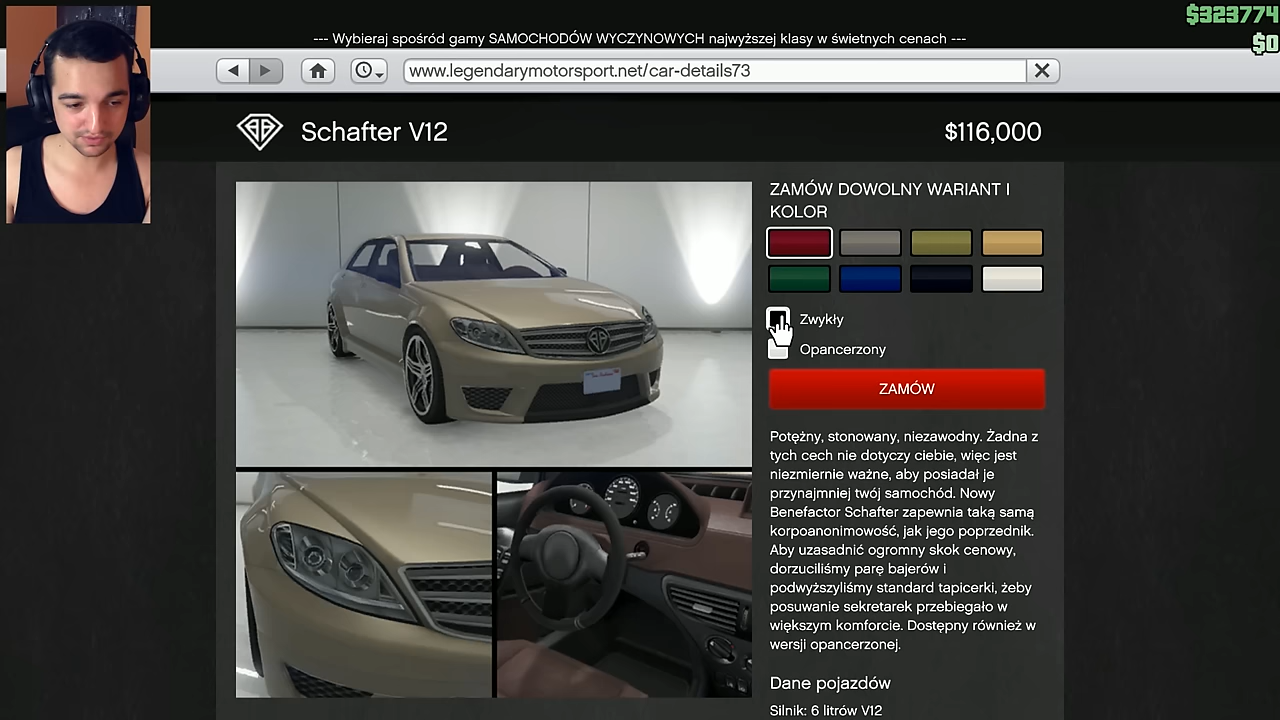 $323774
$0
--- Wybieraj spośród gamy SAMOCHODÓW WYCZYNOWYCH najwyższej klasy w świetnych cenach ---
www.legendarymotorsport.net/car-details73
Schafter V12
$116,000
ZAMÓW DOWOLNY WARIANT I
KOLOR
Zwykły
Opancerzony
ZAMÓW
Potężny, stonowany, niezawodny. Żadna z
tych cech nie dotyczy ciebie, więc jest
niezmiernie ważne, aby posiadał je
przynajmniej twój samochód. Nowy
Benefactor Schafter zapewnia taką samą
korpoanonimowość, jak jego poprzednik.
Aby uzasadnić ogromny skok cenowy,
dorzuciliśmy parę bajerów i
podwyższyliśmy standard tapicerki, żeby
posuwanie sekretarek przebiegało w
większym komforcie. Dostępny również w
wersji opancerzonej.
Dane pojazdów
Silnik: 6 litrów V12